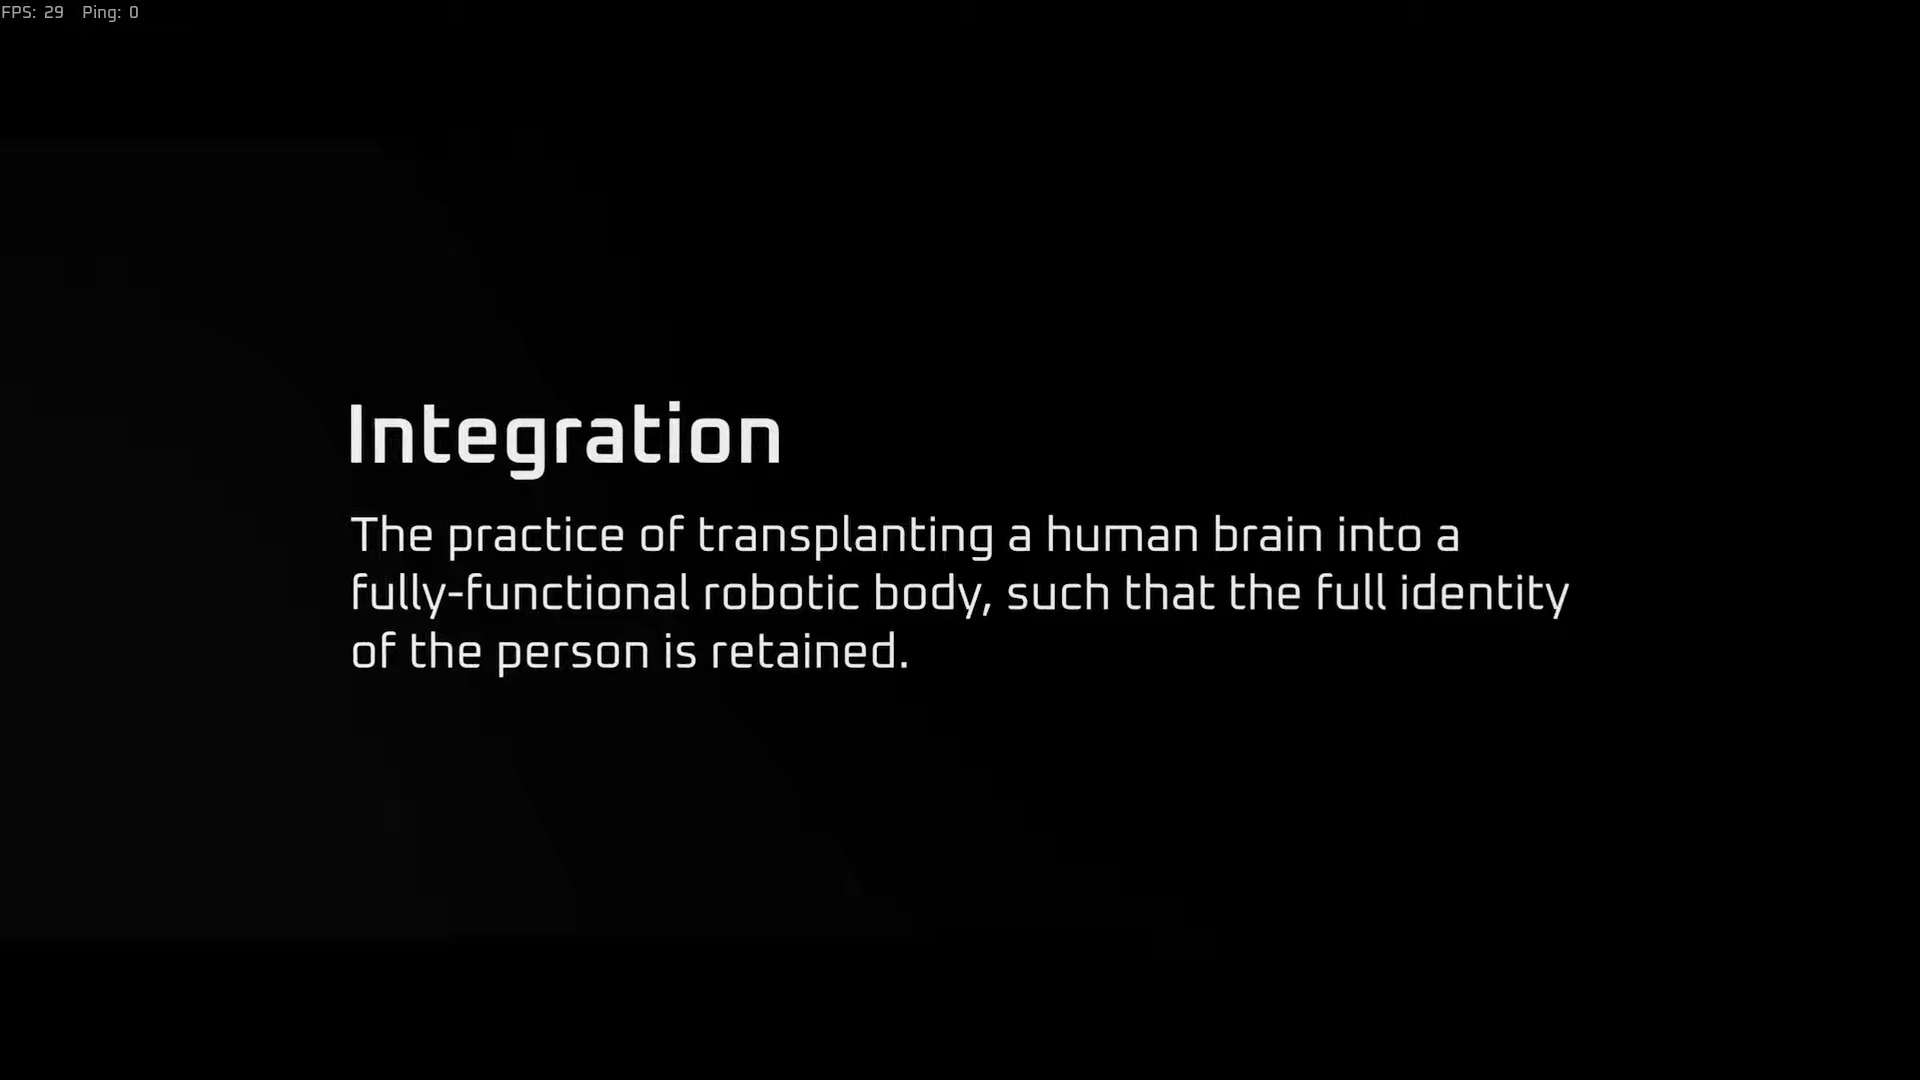 FPS: 29 Ping: 0
Integration
The practice of transplanting a human brain into a
fully-functional robotic body, such that the full identity
of the person is retained.